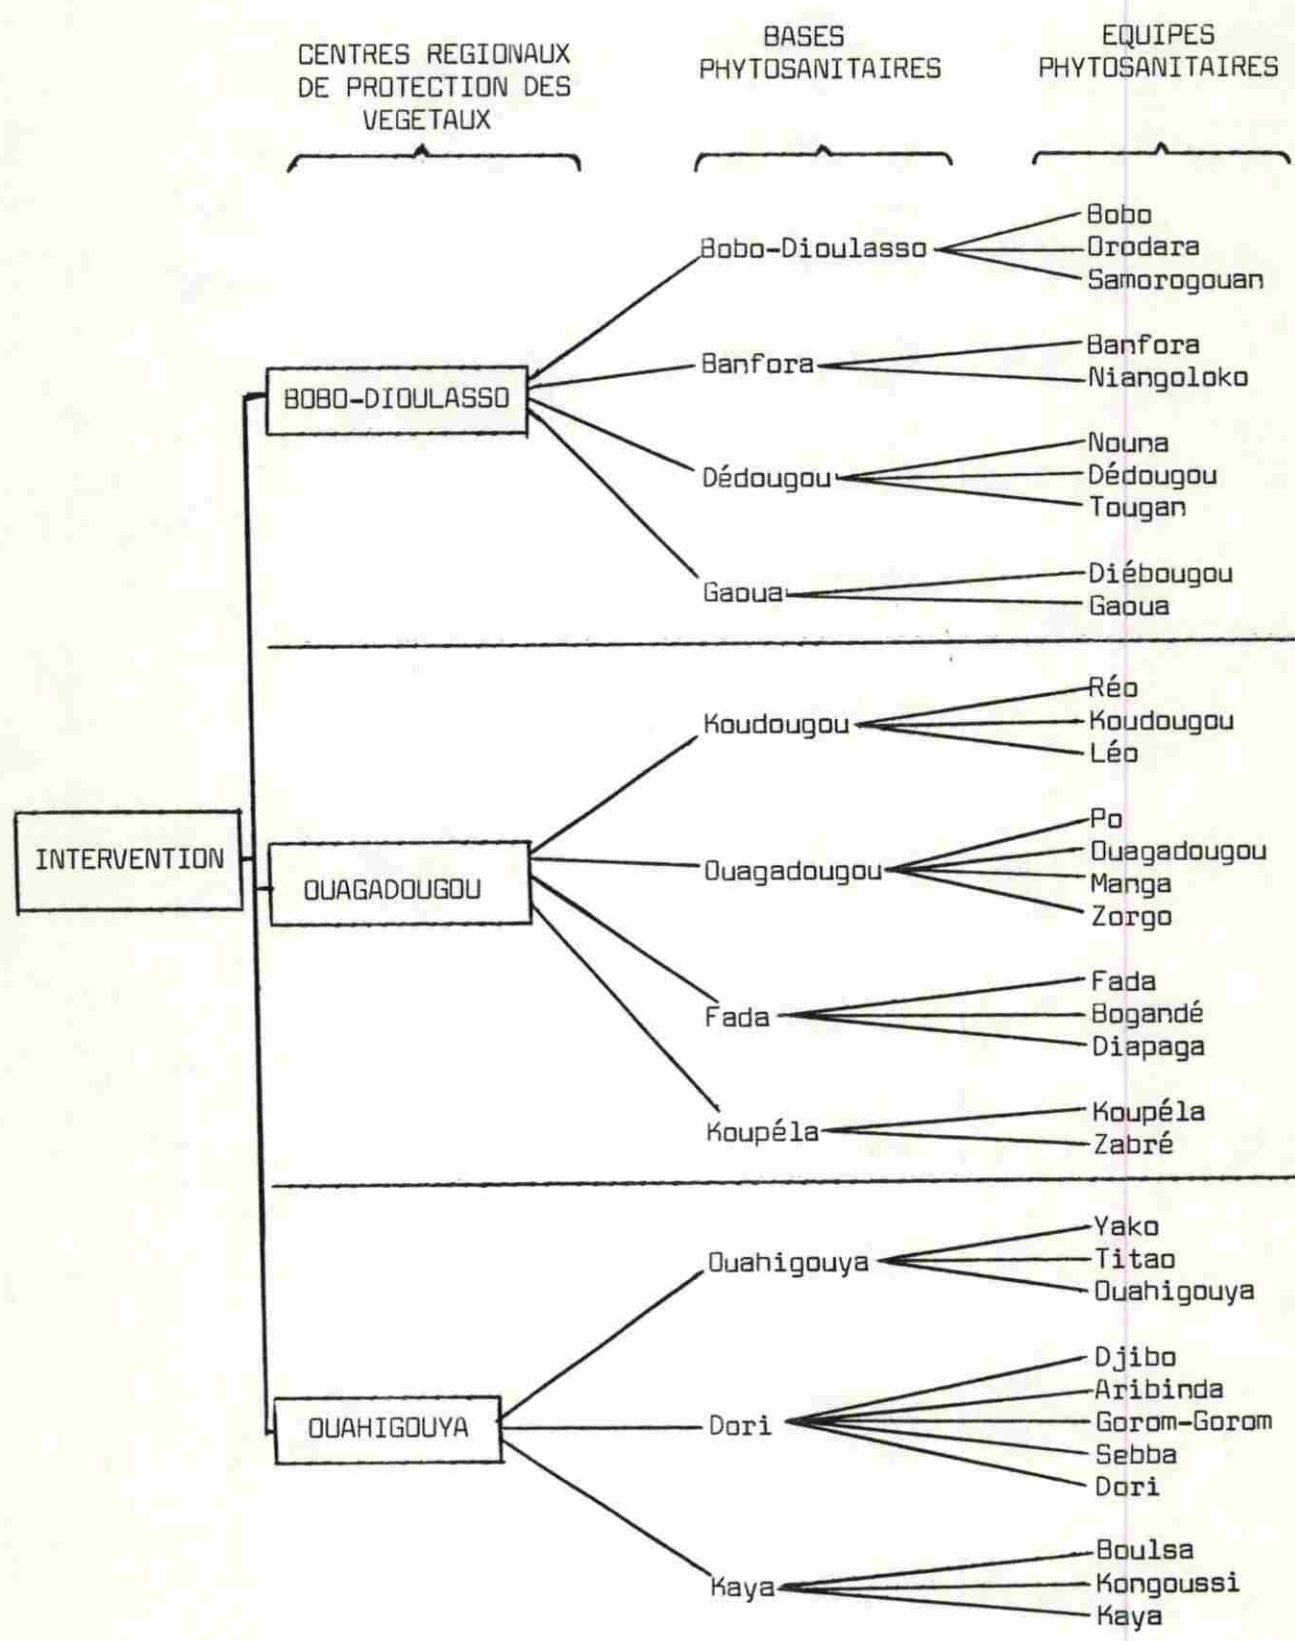 CENTRES REGIONAUX
DE PROTECTION DES
VEGETAUX
BASES
PHYTOSANITAIRES
EQUIPES
PHYTOSANITAIRES
INTERVENTION
BOBO-DIOULASSO
Bobo-Dioulasso
Bobo
Orodara
Samorogouan
Banfora
Banfora
Niangoloko
Dédougou
Nouna
Dédougou
Tougan
Gaoua
Diébougou
Gaoua
OUAGADOUGOU
Koudougou
Réo
Koudougou
Léo
Ouagadougou
Po
Ouagadougou
Manga
Zorgo
Fada
Fada
Bogandé
Diapaga
Koupéla
Koupéla
Zabré
OUAHIGOUYA
Ouahigouya
Yako
Titao
Ouahigouya
Dori
Djibo
Aribinda
Gorom-Gorom
Sebba
Dori
Kaya
Boulsa
Kongoussi
Kaya